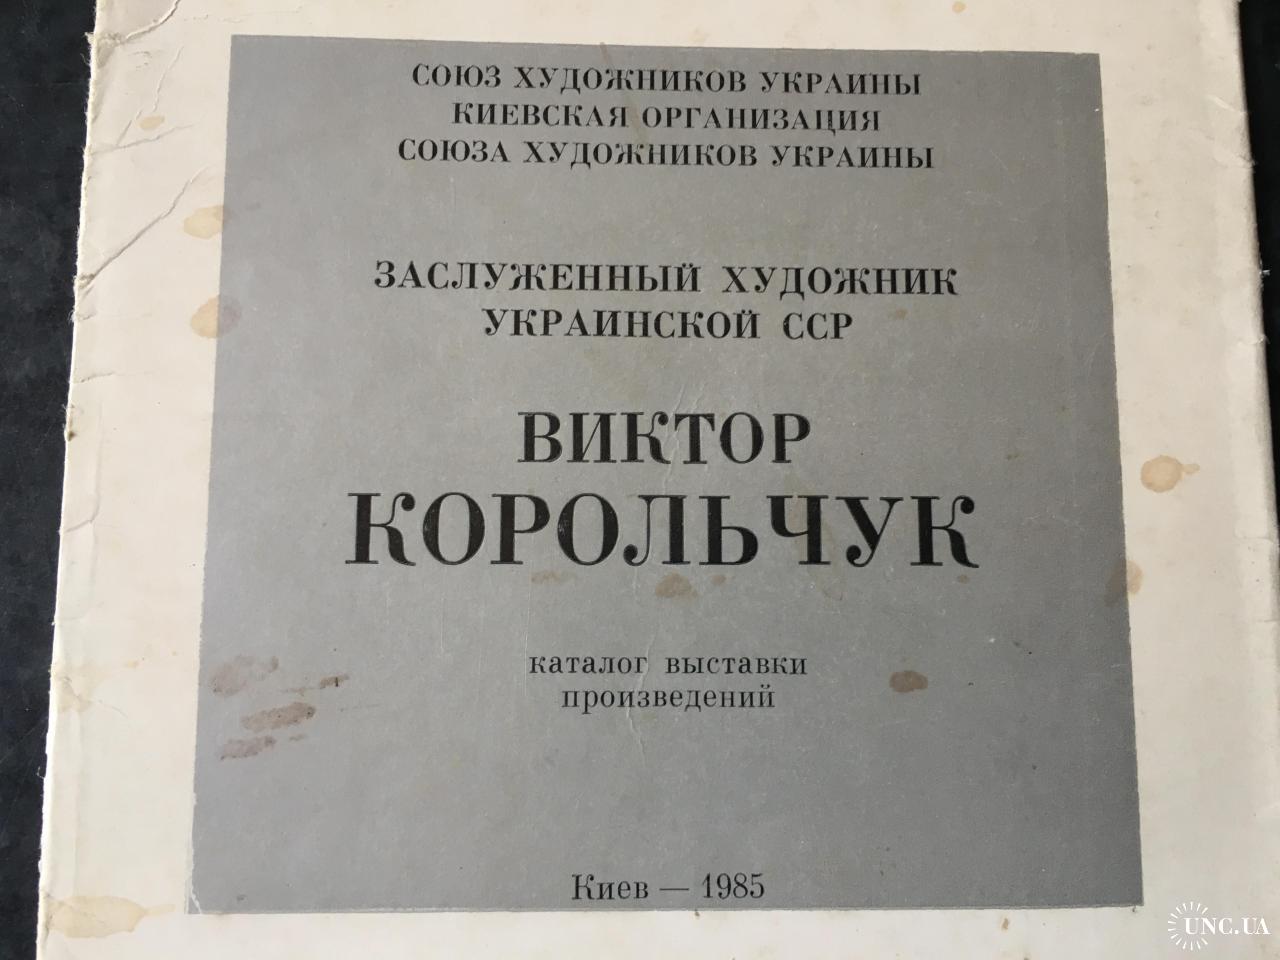 СОЮЗ ХУДОЖНИКОВ УКРАИНЫ
КИЕВСКАЯ ОРГАНИЗАЦИЯ
СОЮЗА ХУДОЖНИКОВ УКРАИНЫ
ЗАСЛУЖЕННЫЙ ХУДОЖНИК
УКРАИНСКОЙ ССР
ВИКТОР
КОРОЛЬЧУК
каталог выставки
произведений
Киев — 1985
UNC.UA